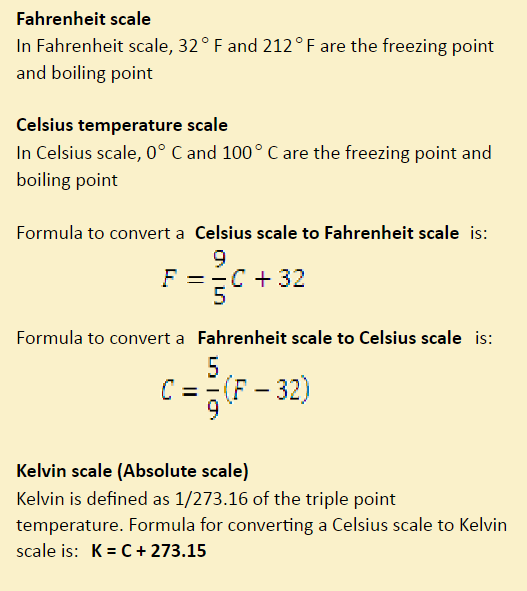 Fahrenheit scale
In Fahrenheit scale, 32° F and 212° F are the freezing point
and boiling point
Celsius temperature scale
In Celsius scale, 0° C and 100° C are the freezing point and
boiling point
Formula to convert a Celsius scale to Fahrenheit scale is:
F = 9/5 C + 32
Formula to convert a Fahrenheit scale to Celsius scale is:
C = 5/9 (F − 32)
Kelvin scale (Absolute scale)
Kelvin is defined as 1/273.16 of the triple point
temperature. Formula for converting a Celsius scale to Kelvin
scale is: K = C + 273.15